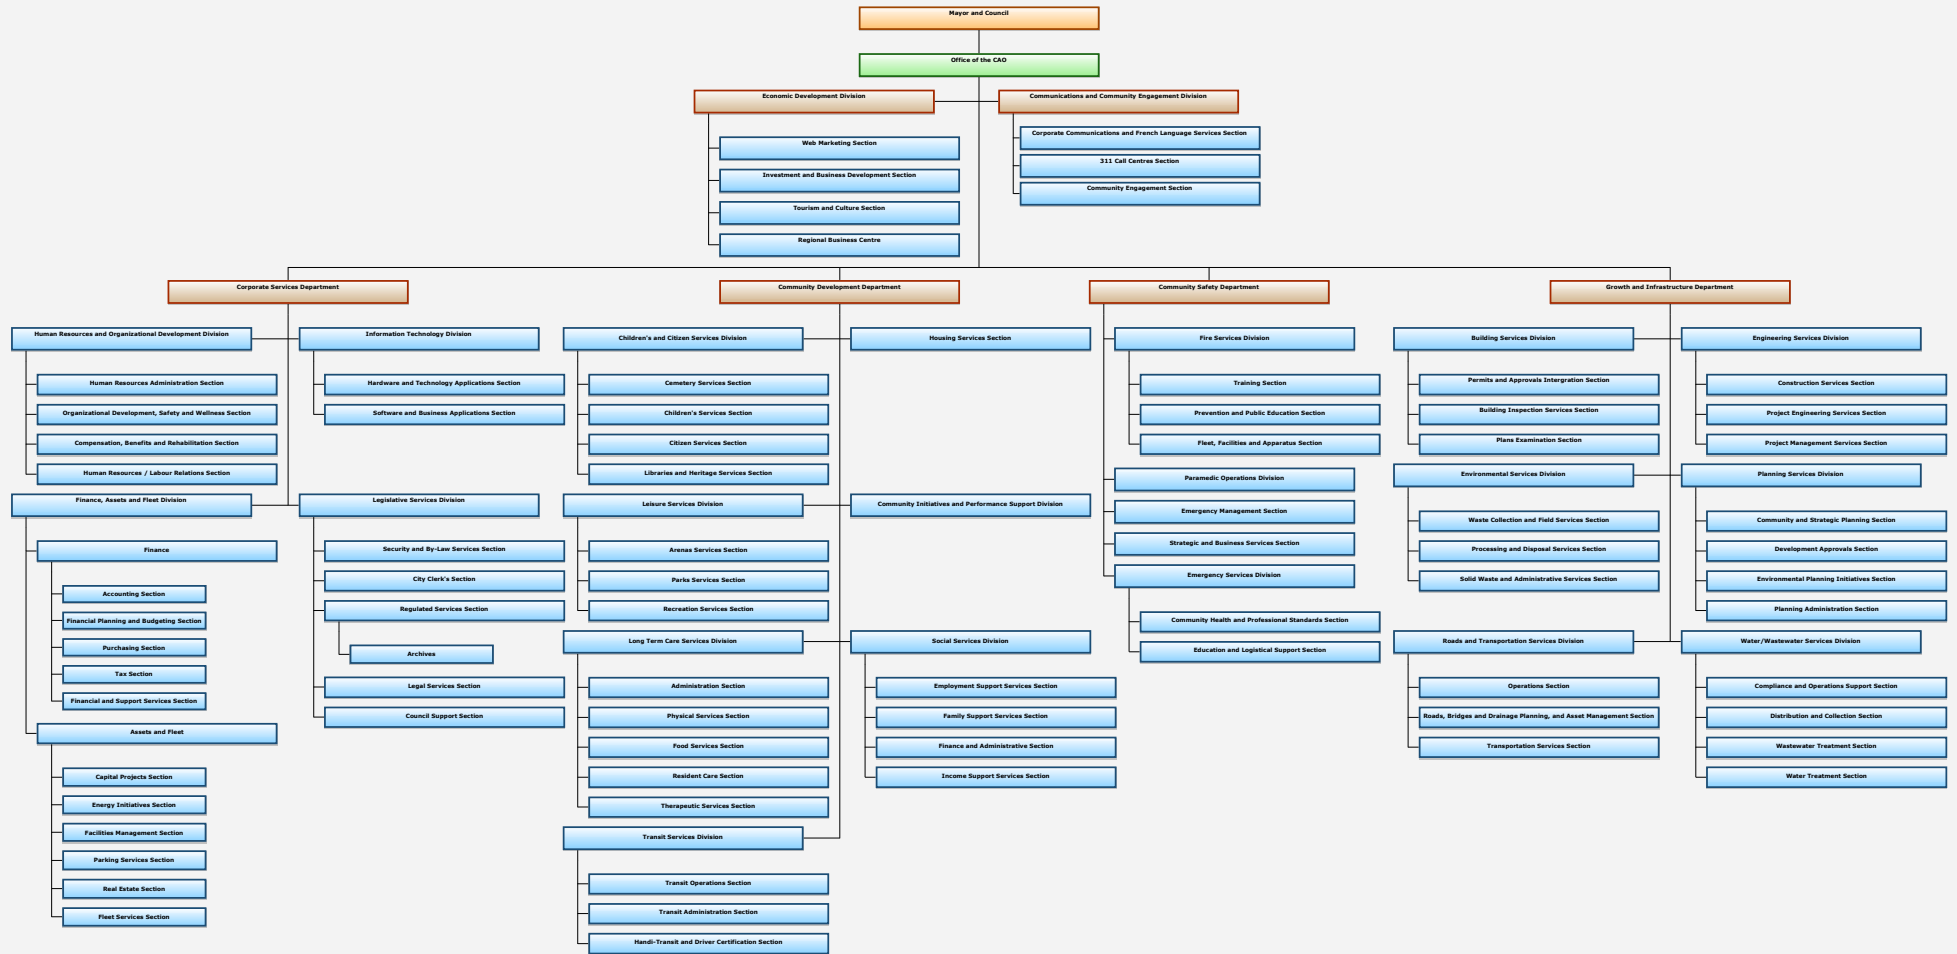 Mayor and Council
Office of the CAO
Economic Development Division
Communications and Community Engagement Division
Web Marketing Section
Investment and Business Development Section
Tourism and Culture Section
Regional Business Centre
Corporate Communications and French Language Services Section
311 Call Centres Section
Community Engagement Section
Corporate Services Department
Community Development Department
Community Safety Department
Growth and Infrastructure Department
Human Resources and Organizational Development Division
Human Resources Administration Section
Organizational Development, Safety and Wellness Section
Compensation, Benefits and Rehabilitation Section
Human Resources / Labour Relations Section
Information Technology Division
Hardware and Technology Applications Section
Software and Business Applications Section
Finance, Assets and Fleet Division
Finance
Accounting Section
Financial Planning and Budgeting Section
Purchasing Section
Tax Section
Financial and Support Services Section
Assets and Fleet
Capital Projects Section
Energy Initiatives Section
Facilities Management Section
Parking Services Section
Real Estate Section
Fleet Services Section
Legislative Services Division
Security and By-Law Services Section
City Clerk's Section
Regulated Services Section
Archives
Legal Services Section
Council Support Section
Children's and Citizen Services Division
Cemetery Services Section
Children's Services Section
Citizen Services Section
Libraries and Heritage Services Section
Housing Services Section
Leisure Services Division
Arenas Services Section
Parks Services Section
Recreation Services Section
Community Initiatives and Performance Support Division
Long Term Care Services Division
Administration Section
Physical Services Section
Food Services Section
Resident Care Section
Therapeutic Services Section
Social Services Division
Employment Support Services Section
Family Support Services Section
Finance and Administrative Section
Income Support Services Section
Transit Services Division
Transit Operations Section
Transit Administration Section
Handi-Transit and Driver Certification Section
Fire Services Division
Training Section
Prevention and Public Education Section
Fleet, Facilities and Apparatus Section
Paramedic Operations Division
Emergency Management Section
Strategic and Business Services Section
Emergency Services Division
Community Health and Professional Standards Section
Education and Logistical Support Section
Building Services Division
Permits and Approvals Intergration Section
Building Inspection Services Section
Plans Examination Section
Engineering Services Division
Construction Services Section
Project Engineering Services Section
Project Management Services Section
Environmental Services Division
Waste Collection and Field Services Section
Processing and Disposal Services Section
Solid Waste and Administrative Services Section
Planning Services Division
Community and Strategic Planning Section
Development Approvals Section
Environmental Planning Initiatives Section
Planning Administration Section
Roads and Transportation Services Division
Operations Section
Roads, Bridges and Drainage Planning, and Asset Management Section
Transportation Services Section
Water/Wastewater Services Division
Compliance and Operations Support Section
Distribution and Collection Section
Wastewater Treatment Section
Water Treatment Section